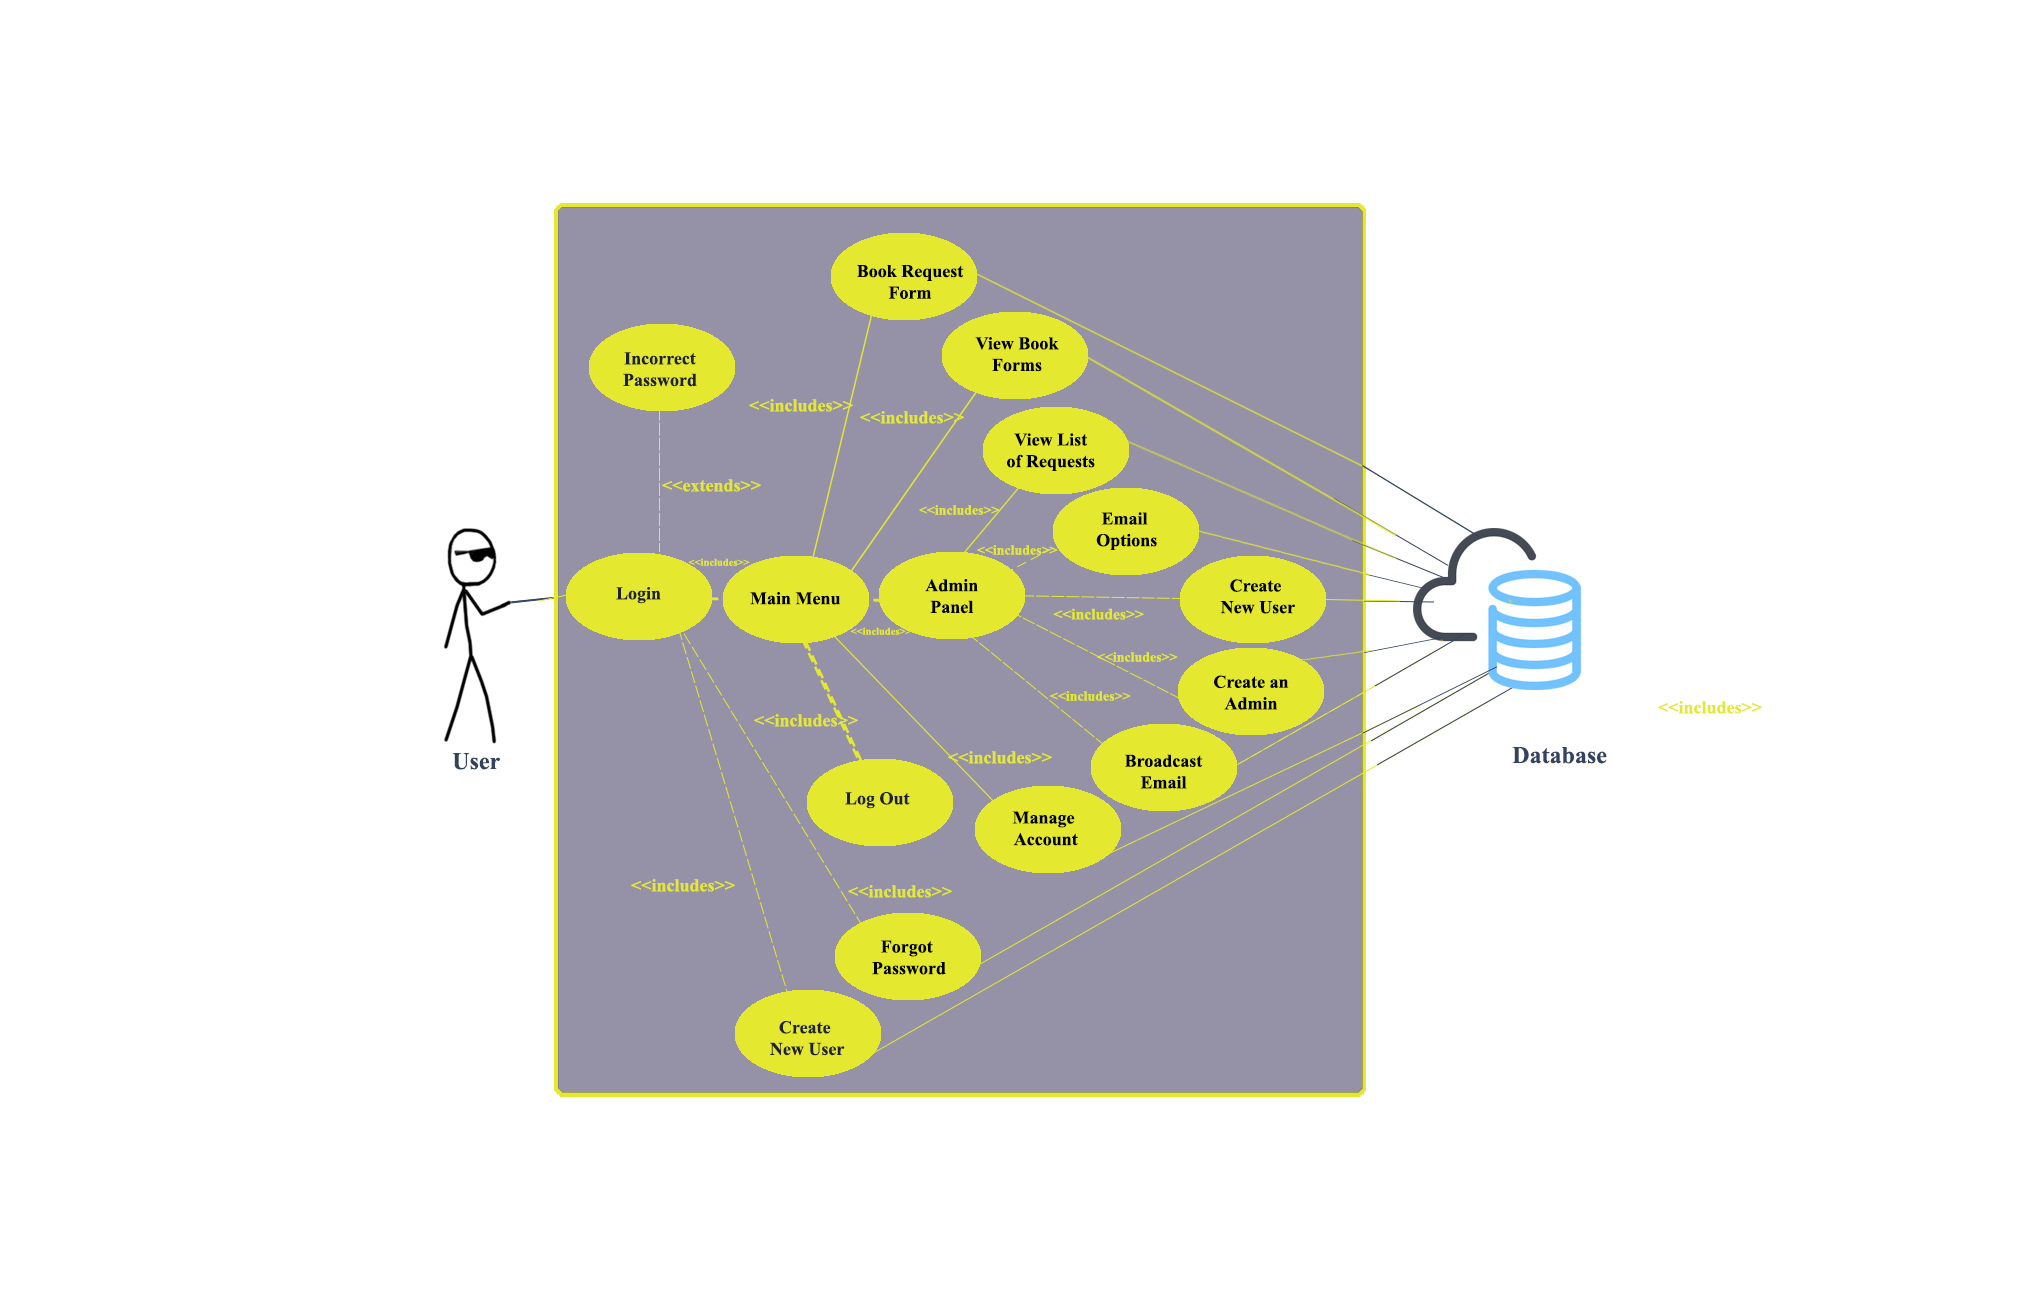 Book Request
Form
View Book
Forms
Incorrect
Password
<<includes>>
<<includes>>
View List
of Requests
<<extends>>
<<includes>>
Email
Options
<<includes>>
<<includes>>
Login
Main Menu
Admin
Panel
Create
New User
<<includes>>
<<includes>>
<<includes>>
Create an
Admin
<<includes>>
<<includes>>
<<includes>>
User
Database
<<includes>>
Broadcast
Email
Log Out
Manage
Account
<<includes>>
<<includes>>
Forgot
Password
Create
New User